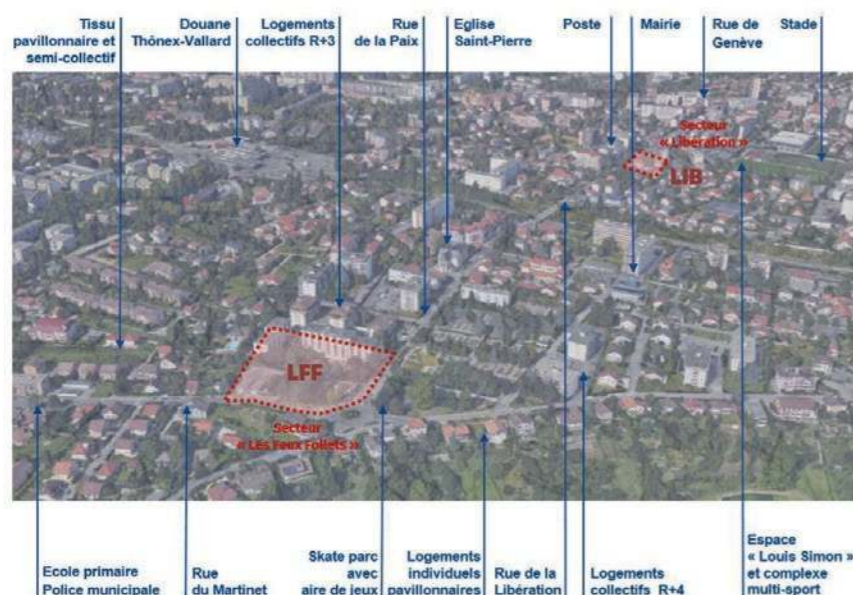 Tissu
pavillonnaire et
semi-collectif
Douane
Thônex-Vallard
Logements
collectifs R+3
Rue
de la Paix
Eglise
Saint-Pierre
Poste
Mairie
Rue de
Genève
Stade
Secteur
« Libération »
LIB
LFF
Secteur
« Les Feux Follets »
Ecole primaire
Police municipale
Rue
du Martinet
Skate parc
avec
aire de jeux
Logements
individuels
pavillonnaires
Rue de la
Libération
Logements
collectifs R+4
Espace
« Louis Simon »
et complexe
multi-sport